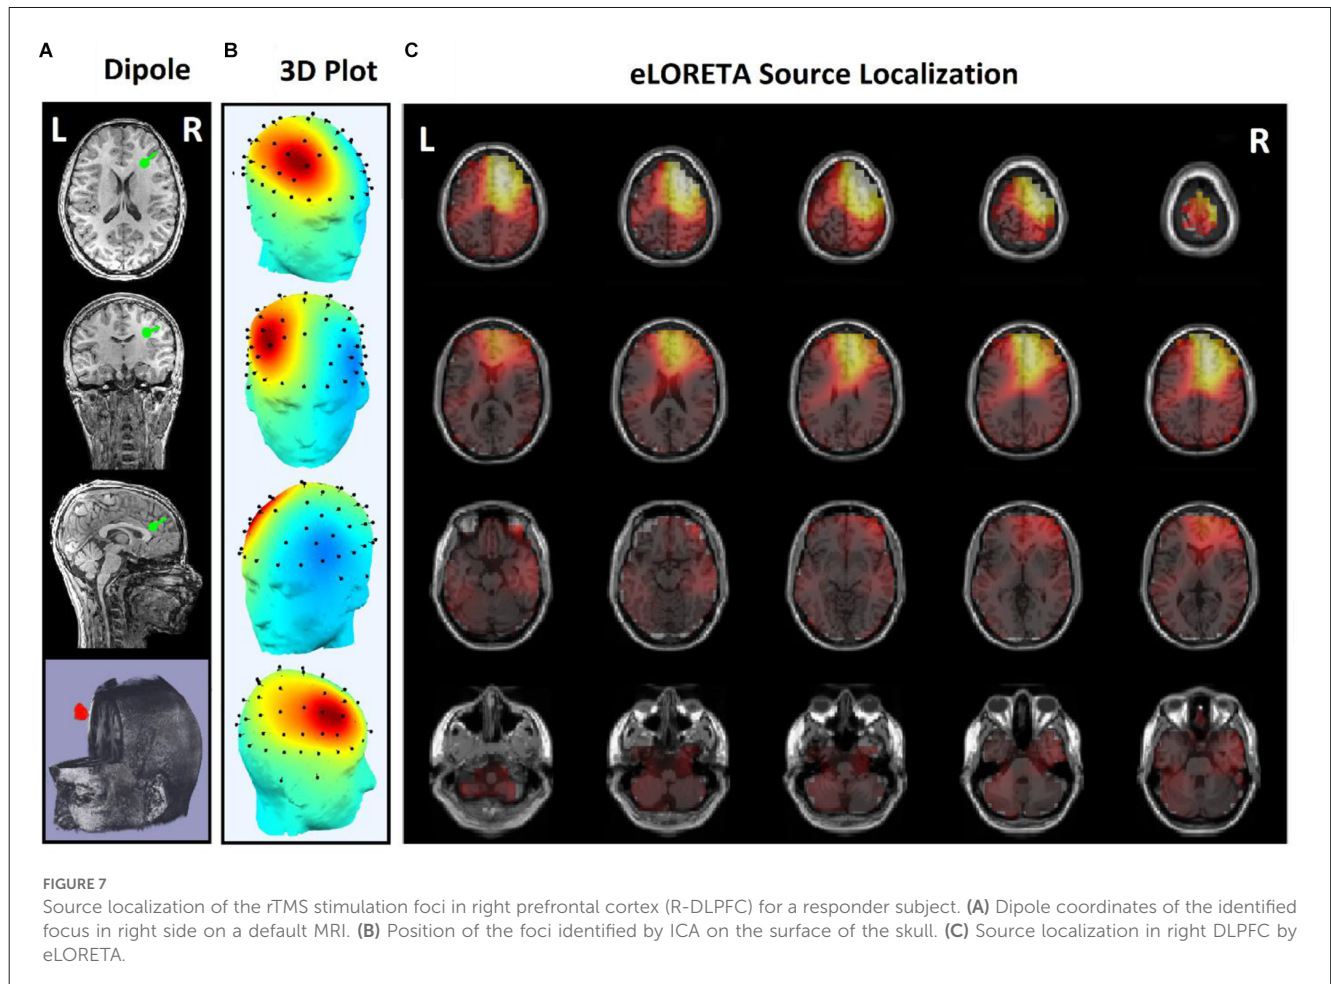 A
Dipole
B
3D Plot
C
eLORETA Source Localization
L R
L R
FIGURE 7
Source localization of the rTMS stimulation foci in right prefrontal cortex (R-DLPFC) for a responder subject. (A) Dipole coordinates of the identified
focus in right side on a default MRI. (B) Position of the foci identified by ICA on the surface of the skull. (C) Source localization in right DLPFC by
eLORETA.